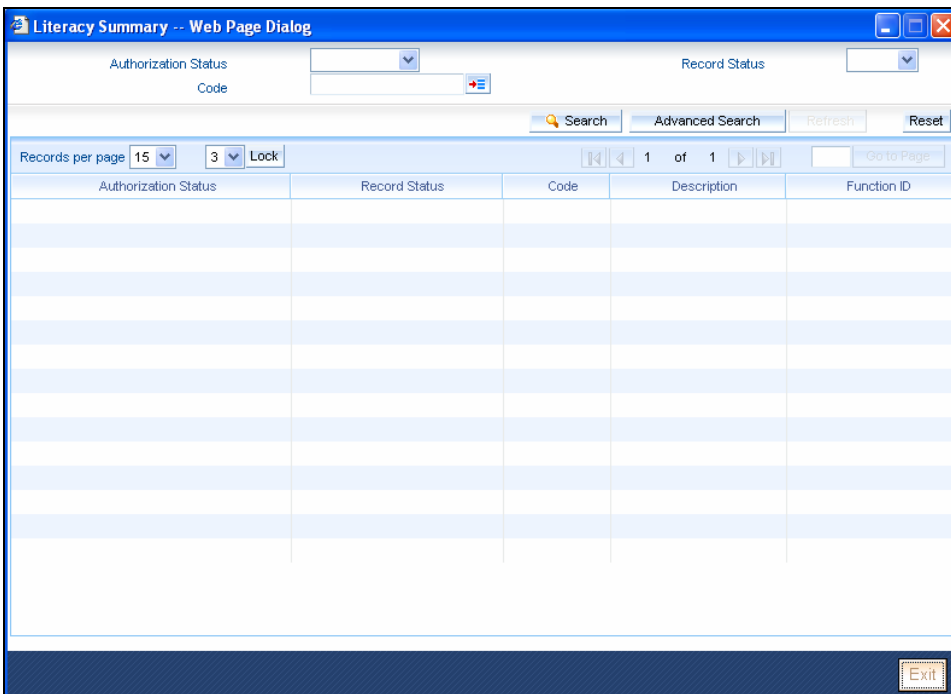 Literacy Summary -- Web Page Dialog
Authorization Status Record Status
Code
Search Advanced Search Refresh Reset
Records per page 15 3 Lock 1 of 1 Go to Page
Authorization Status Record Status Code Description Function ID
Exit